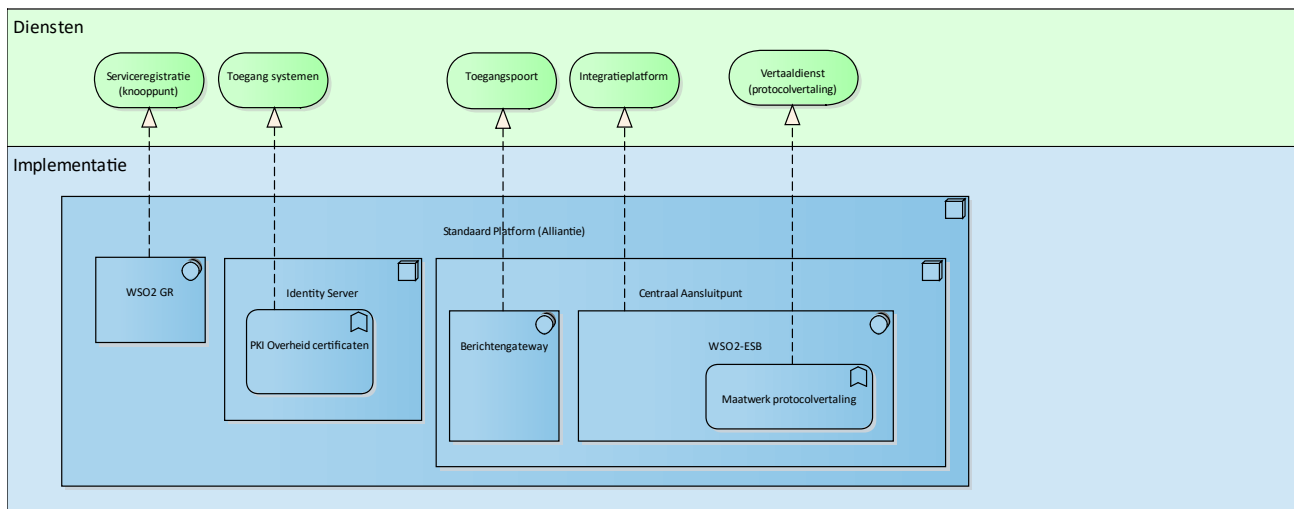 Diensten
Serviceregistratie
(knooppunt)
Toegang systemen
Toegangspoort
Integratieplatform
Vertaaldienst
(protocolvertaling)
Implementatie
Standaard Platform (Alliantie)
WSO2 GR
Identity Server
PKI Overheid certificaten
Centraal Aansluitpunt
Berichtengateway
WSO2-ESB
Maatwerk protocolvertaling